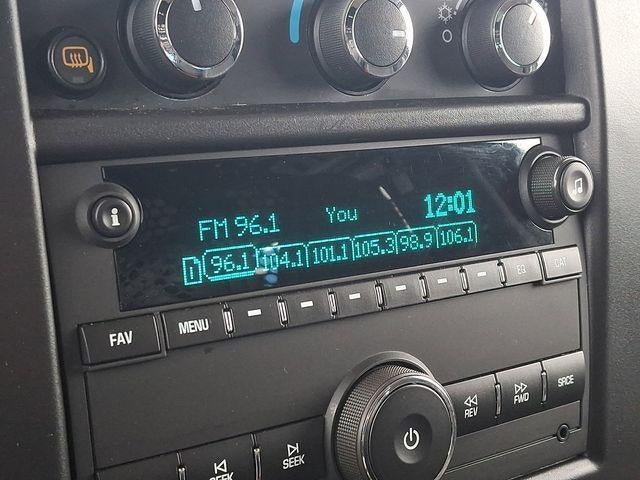 FM 96.1 You 12:01
1 96.1 104.1 101.1 105.3 98.9 106.1
FAV MENU EQ CAT
REV FWD SRCE
SEEK SEEK